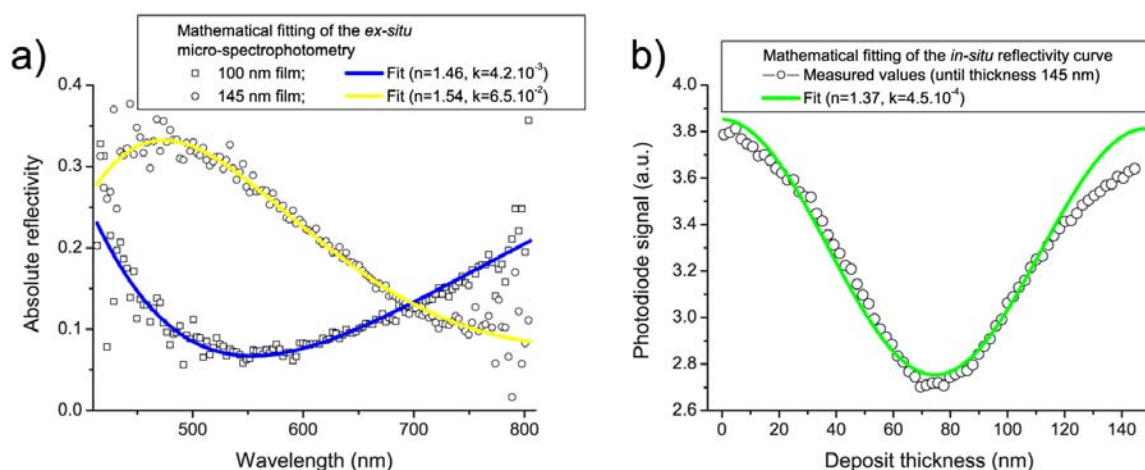 a)
Mathematical fitting of the ex-situ
micro-spectrophotometry
100 nm film; Fit (n=1.46, k=4.2.10⁻³)
145 nm film; Fit (n=1.54, k=6.5.10⁻²)
0.4
0.3
0.2
0.1
0.0
Absolute reflectivity
500 600 700 800
Wavelength (nm)
b)
Mathematical fitting of the in-situ reflectivity curve
Measured values (until thickness 145 nm)
Fit (n=1.37, k=4.5.10⁻⁴)
4.0
3.8
3.6
3.4
3.2
3.0
2.8
2.6
Photodiode signal (a.u.)
0 20 40 60 80 100 120 140
Deposit thickness (nm)